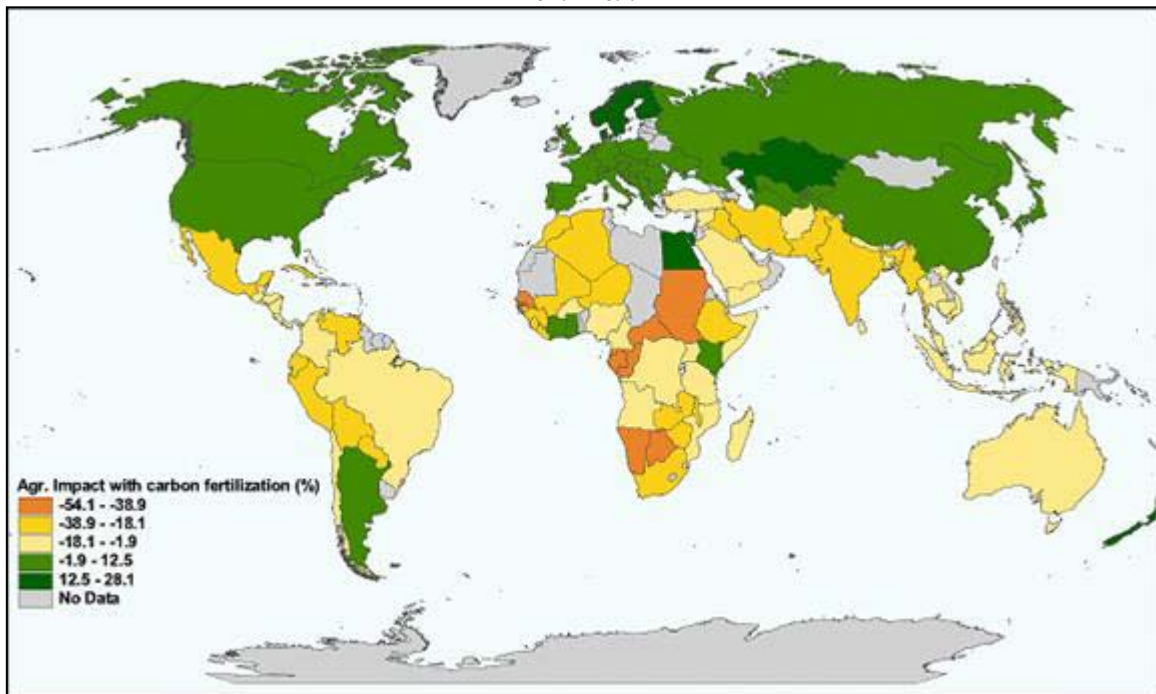 Agr. Impact with carbon fertilization (%)
-54.1 - -38.9
-38.9 - -18.1
-18.1 - -1.9
-1.9 - 12.5
12.5 - 28.1
No Data